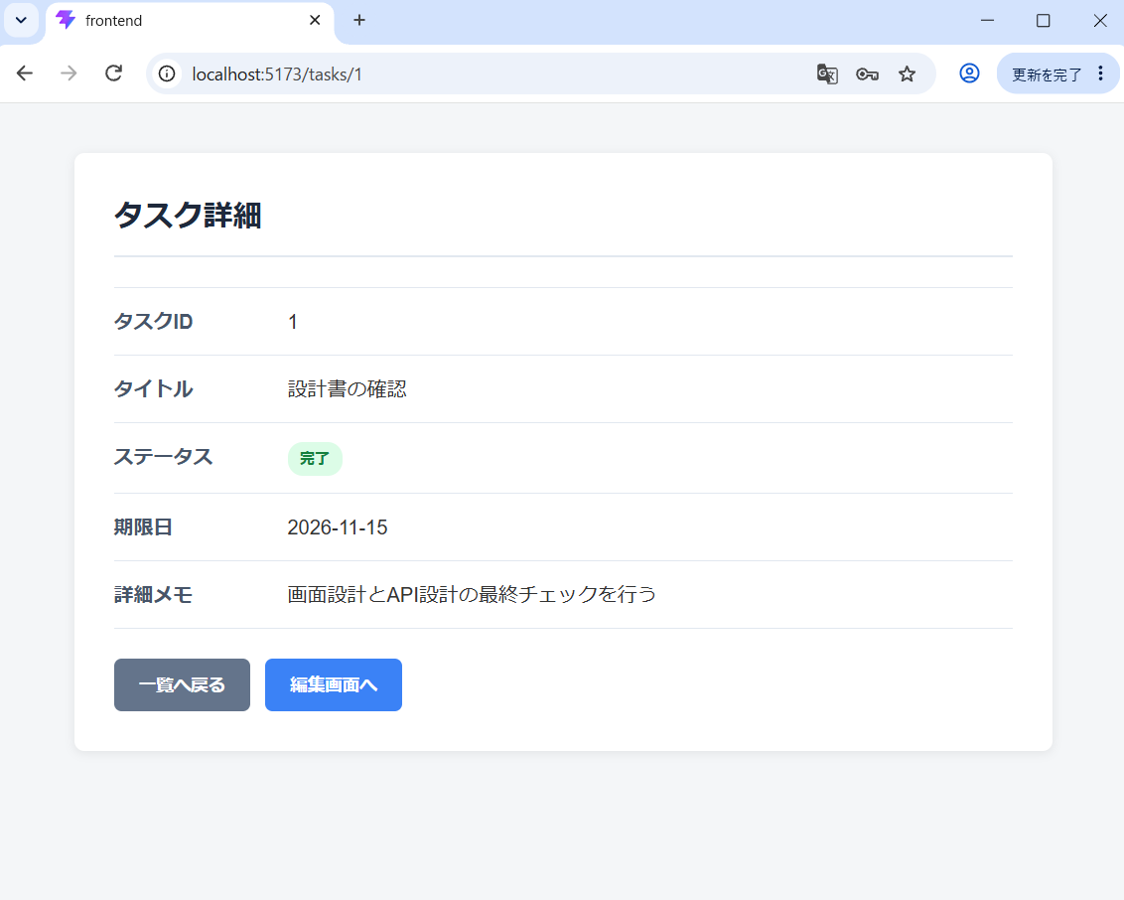 frontend
localhost:5173/tasks/1
更新を完了
タスク詳細
タスクID 1
タイトル 設計書の確認
ステータス 完了
期限日 2026-11-15
詳細メモ 画面設計とAPI設計の最終チェックを行う
一覧へ戻る 編集画面へ